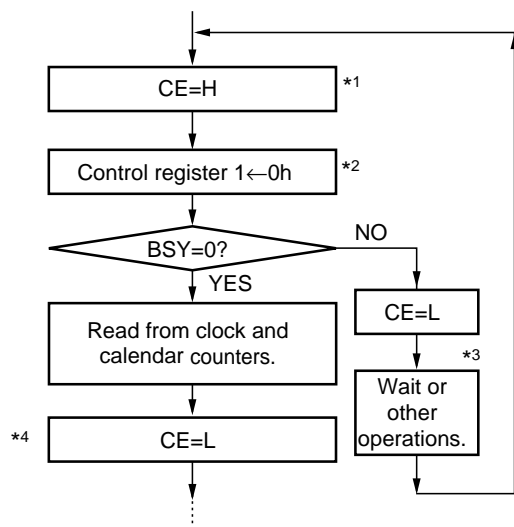 CE=H
*1
Control register 1←0h
*2
BSY=0?
NO
YES
Read from clock and
calendar counters.
CE=L
*3
Wait or
other
operations.
*4
CE=L